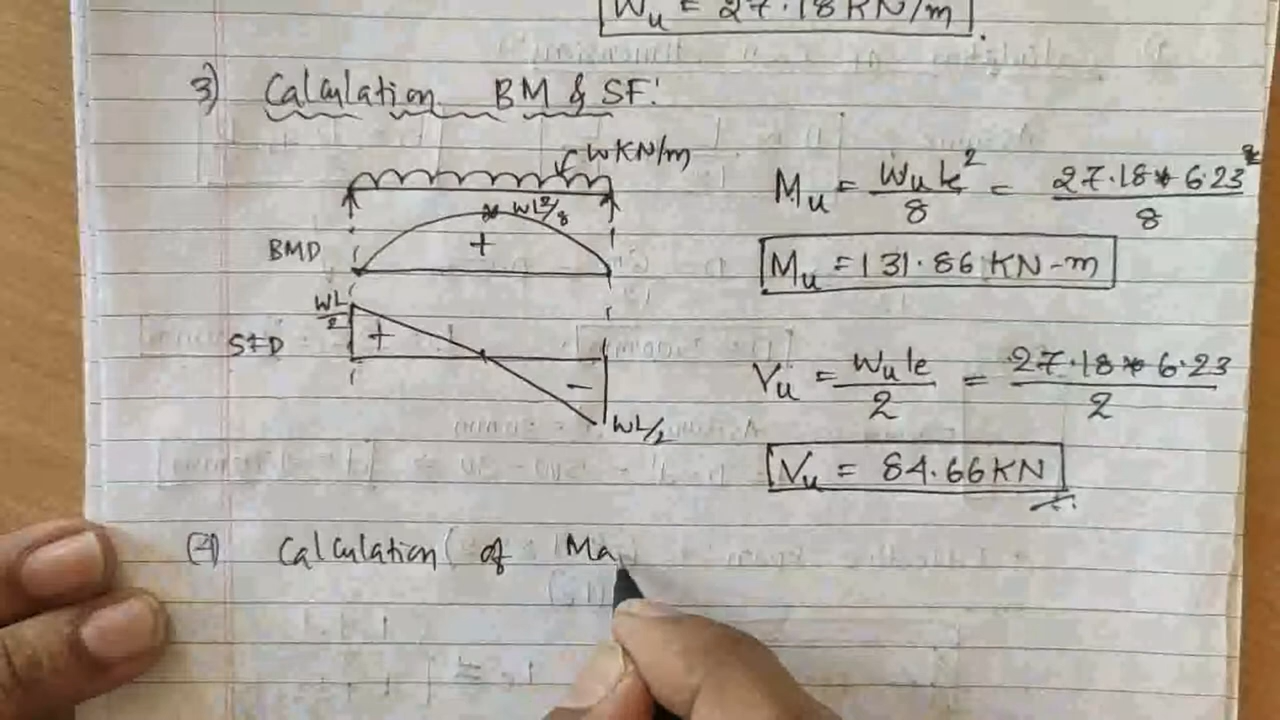 Wu = 27.18 KN/m
3) Calculation BM & SF:
W KN/m
WL²/8
BMD +
WL/2
SFD + -
WL/2
Mu = Wu le²/8 = 27.18 * 6.23²/8
Mu = 131.86 KN-m
Vu = Wu le/2 = 27.18 * 6.23/2
Vu = 84.66 KN
(4) Calculation of Ma